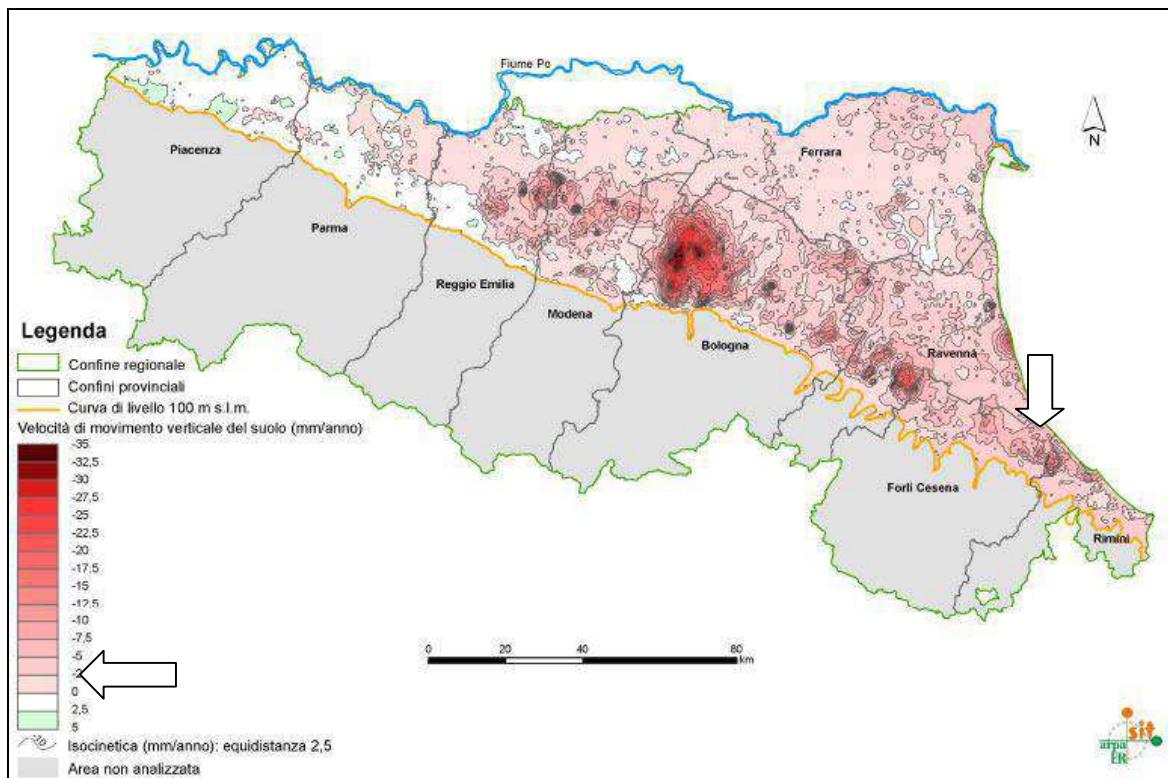 Fiume Po
N
Piacenza
Ferrara
Parma
Reggio Emilia
Modena
Bologna
Ravenna
Forlì Cesena
Rimini
Legenda
Confine regionale
Confini provinciali
Curva di livello 100 m s.l.m.
Velocità di movimento verticale del suolo (mm/anno)
-35
-32,5
-30
-27,5
-25
-22,5
-20
-17,5
-15
-12,5
-10
-7,5
-5
0
2,5
5
-10 Isocinetica (mm/anno): equidistanza 2,5
Area non analizzata
0 20 40 60 80
km
sit
arpa
ER